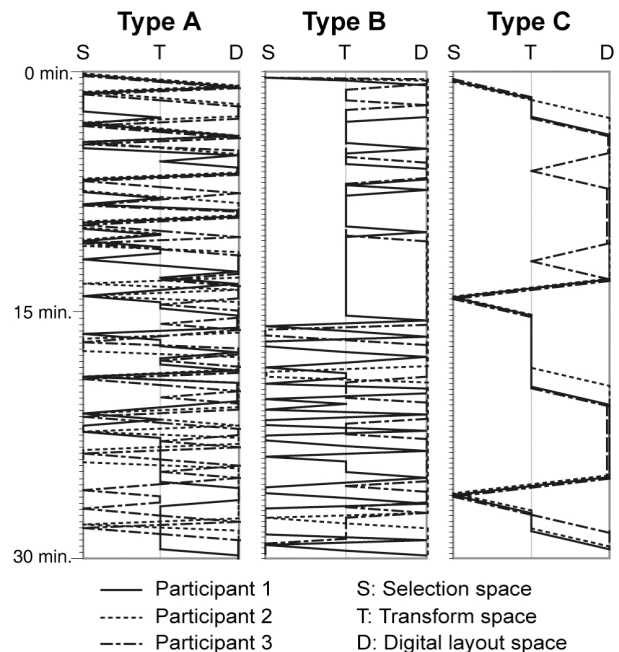 Type A Type B Type C
S T D S T D S T D
0 min.
15 min.
30 min.
Participant 1 S: Selection space
Participant 2 T: Transform space
Participant 3 D: Digital layout space